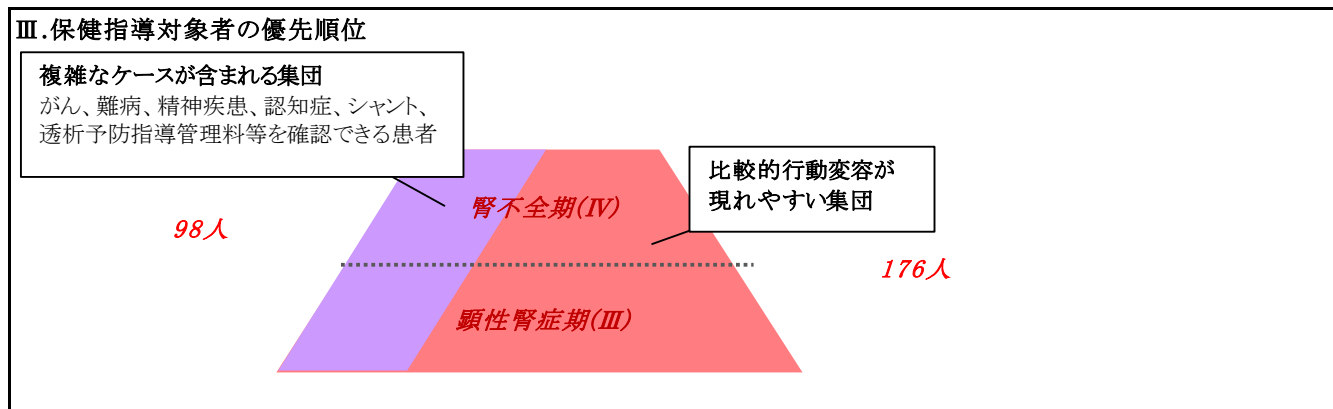 Ⅲ.保健指導対象者の優先順位
複雑なケースが含まれる集団
がん、難病、精神疾患、認知症、シャント、
透析予防指導管理料等を確認できる患者
比較的行動変容が
現れやすい集団
腎不全期(Ⅳ)
98人
176人
顕性腎症期(Ⅲ)